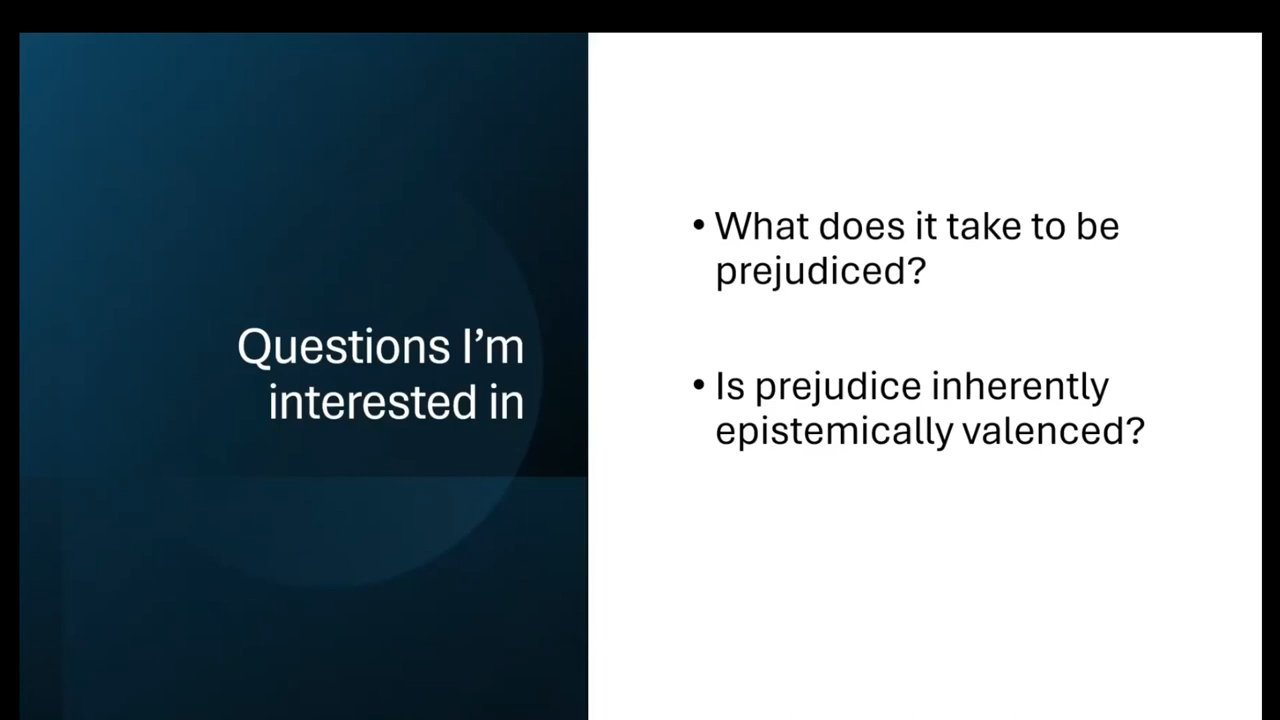 Questions I’m
interested in
• What does it take to be
prejudiced?
• Is prejudice inherently
epistemically valenced?